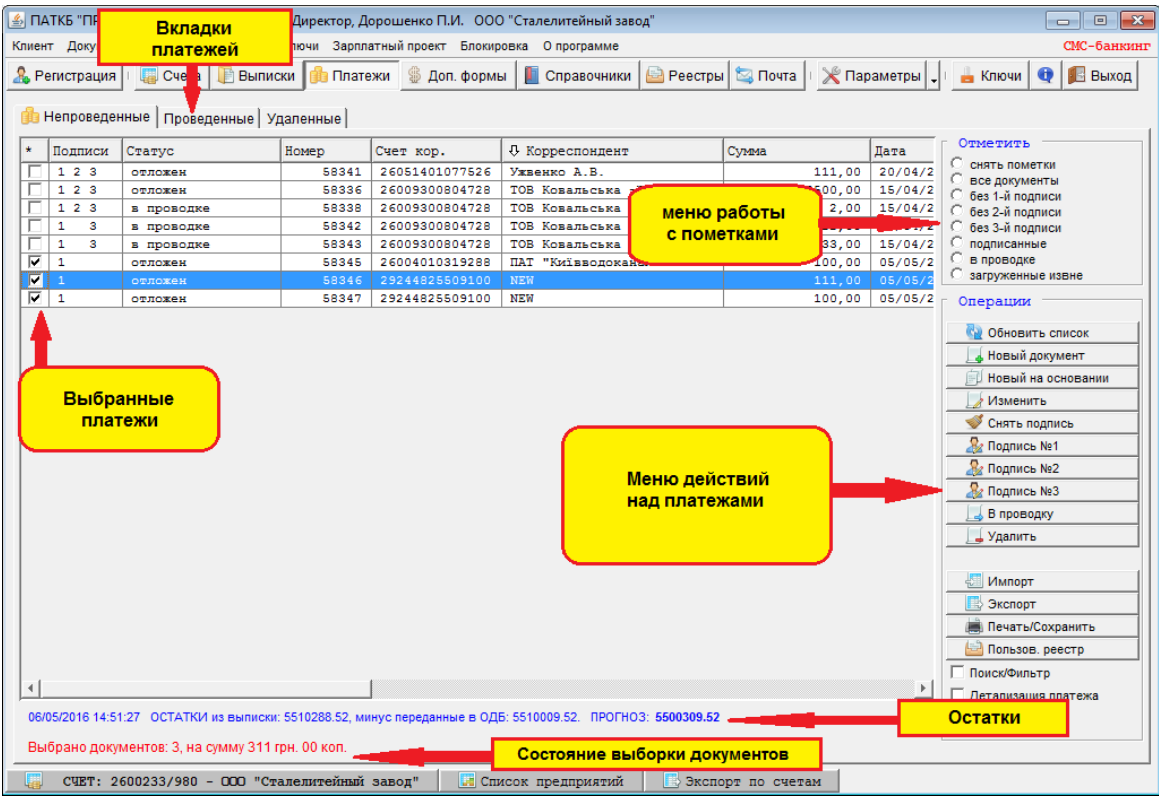 ПАТКБ "ПР Директор, Дорошенко П.И. ООО "Сталелитейный завод"
Вкладки
платежей
Клиент Доку ючи Зарплатный проект Блокировка О программе СМС-банкинг
Регистрация Счета Выписки Платежи Доп. формы Справочники Реестры Почта Параметры Ключи Выход
Непроведенные Проведенные Удаленные
* Подписи Статус Номер Счет кор. Корреспондент Сумма Дата
1 2 3 отложен 58341 26051401077526 Ужвенко А.В. 111,00 20/04/2
1 2 3 отложен 58336 26009300804728 ТОВ Ковальська 500,00 15/04/2
1 2 3 в проводке 58338 26009300804728 ТОВ Ковальська 2,00 15/04/2
1 3 в проводке 58342 26009300804728 ТОВ Ковальська
1 3 в проводке 58343 26009300804728 ТОВ Ковальська 33,00 15/04/2
1 отложен 58345 26004010319288 ПАТ "Київводокан 100,00 05/05/2
1 отложен 58346 29244825509100 NEW 111,00 05/05/2
1 отложен 58347 29244825509100 NEW 100,00 05/05/2
меню работы
с пометками
Отметить
снять пометки
все документы
без 1-й подписи
без 2-й подписи
без 3-й подписи
подписанные
в проводке
загруженные извне
Выбранные
платежи
Меню действий
над платежами
Операции
Обновить список
Новый документ
Новый на основании
Изменить
Снять подпись
Подпись №1
Подпись №2
Подпись №3
В проводку
Удалить
Импорт
Экспорт
Печать/Сохранить
Пользов. реестр
Поиск/Фильтр
Детализация платежа
06/05/2016 14:51:27 ОСТАТКИ из выписки: 5510288.52, минус переданные в ОДБ: 5510009.52. ПРОГНОЗ: 5500309.52
Остатки
Выбрано документов: 3, на сумму 311 грн. 00 коп.
Состояние выборки документов
СЧЕТ: 2600233/980 - ООО "Сталелитейный завод" Список предприятий Экспорт по счетам